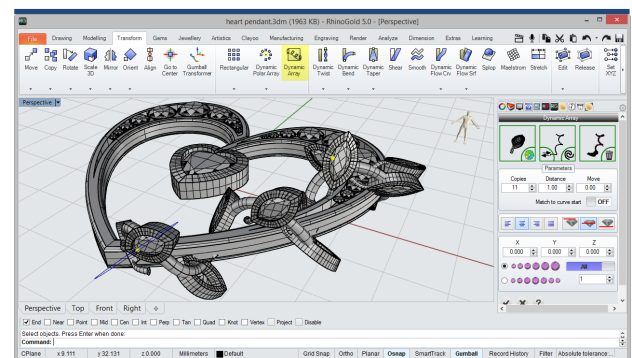 heart pendant.3dm (1963 KB) - RhinoGold 5.0 - [Perspective]
File Drawing Modelling Transform Gems Jewellery Artistics Clayoo Manufacturing Engraving Render Analyze Dimension Extras Learning
Move Copy Rotate Scale 3D Mirror Orient Align Go to Center Gumball Transformer Rectangular Dynamic Polar Array Dynamic Array Dynamic Twist Dynamic Bend Dynamic Taper Shear Smooth Dynamic Flow Crv Dynamic Flow Srf Splop Maelstrom Stretch Edit Release Set XYZ
Perspective
Dynamic Array
Parameters
Copies Distance Move
11 1.00 0.00
Match to curve start OFF
X Y Z
0.000 0.000 0.000
All
1
Perspective Top Front Right
End Near Point Mid Cen Int Perp Tan Quad Knot Vertex Project Disable
Select objects. Press Enter when done:
Command:
CPlane x 9.111 y 32.131 z 0.000 Millimeters Default Grid Snap Ortho Planar Osnap SmartTrack Gumball Record History Filter Absolute tolerance:...